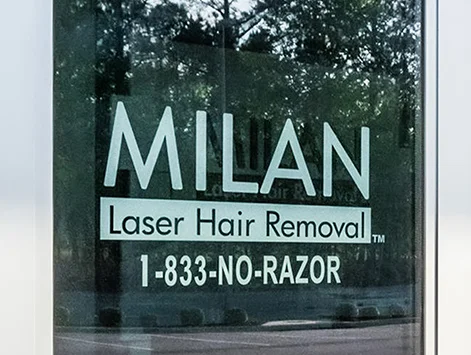 MILAN
Laser Hair Removal™
1-833-NO-RAZOR